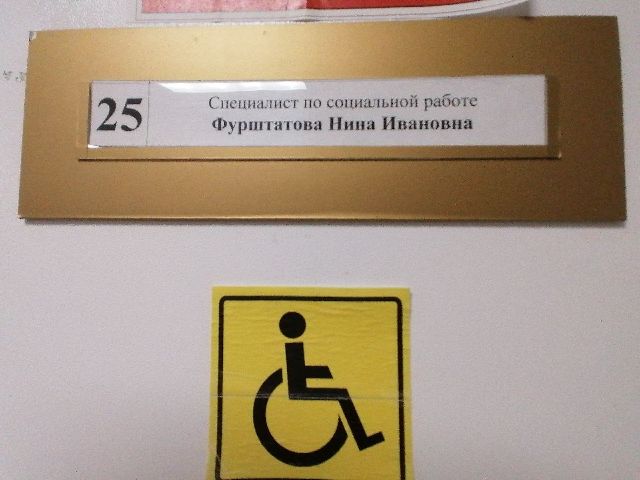 25
Специалист по социальной работе
Фурштатова Нина Ивановна